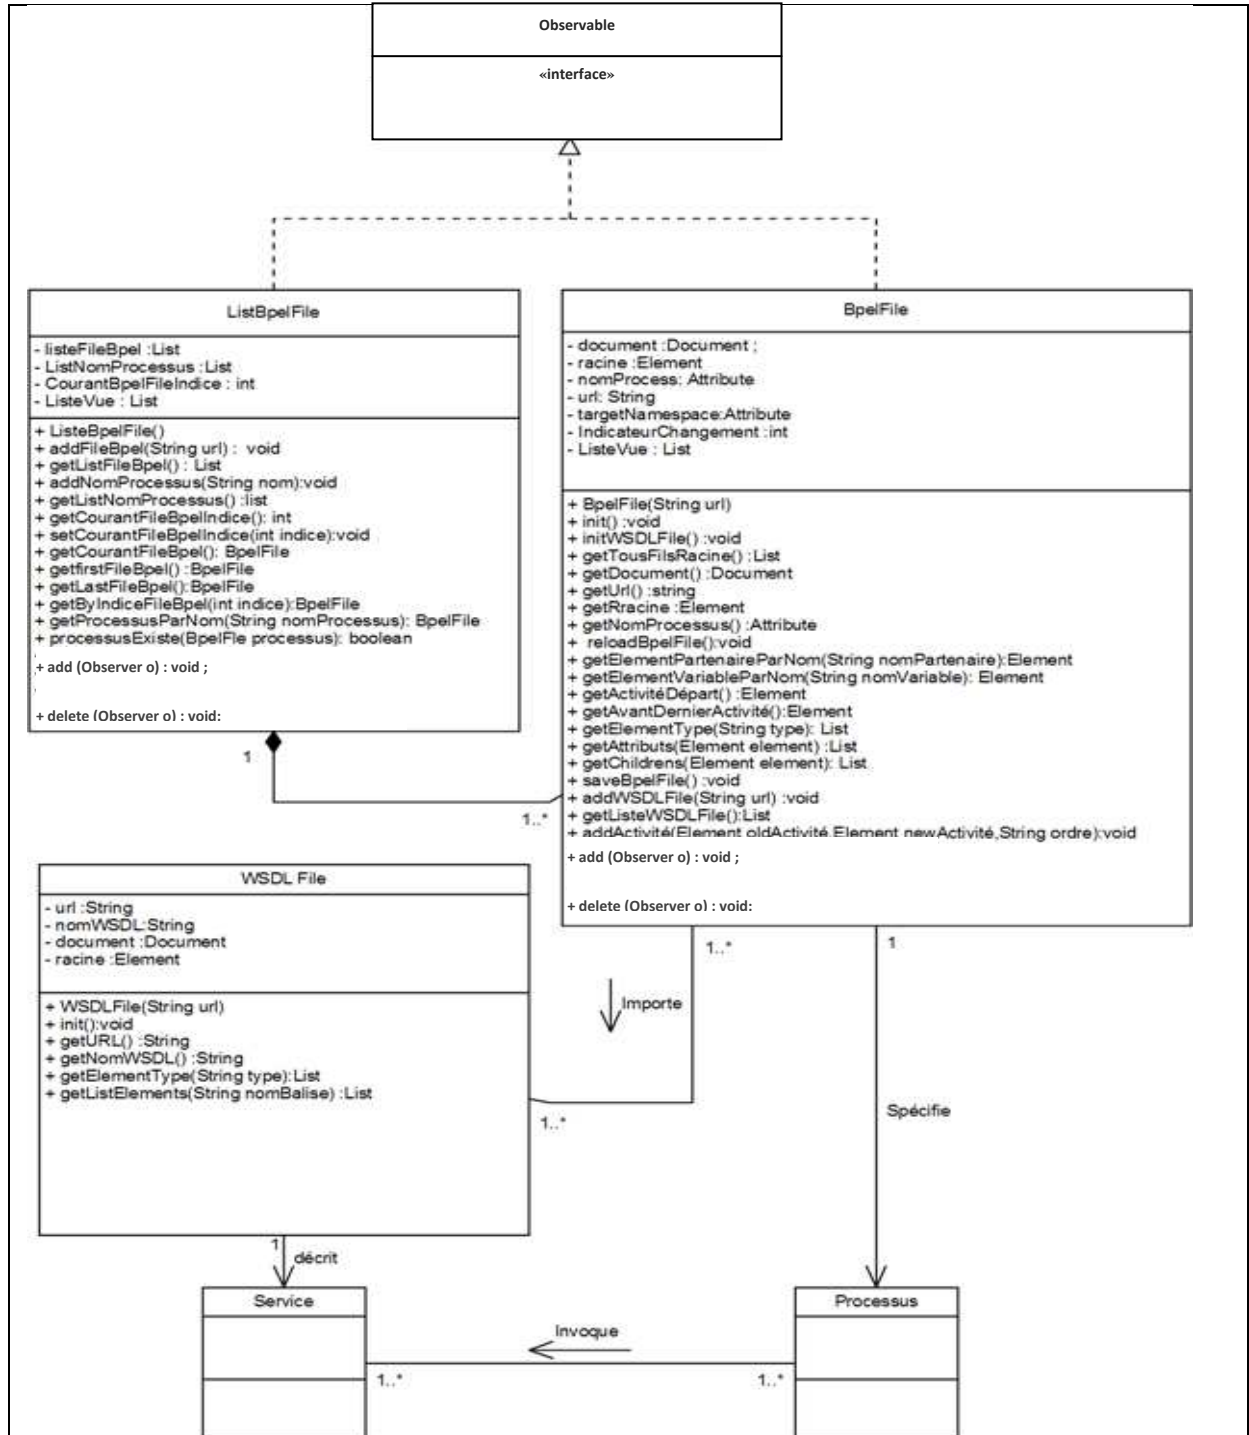 Observable
«interface»
ListBpelFile
- listeFileBpel :List
- ListNomProcessus :List
- CourantBpelFileIndice : int
- ListeVue : List
+ ListeBpelFile()
+ addFileBpel(String url) : void
+ getListFileBpel() : List
+ addNomProcessus(String nom):void
+ getListNomProcessus() :list
+ getCourantFileBpelIndice(): int
+ setCourantFileBpelIndice(int indice):void
+ getCourantFileBpel(): BpelFile
+ getfirstFileBpel() :BpelFile
+ getLastFileBpel():BpelFile
+ getByIndiceFileBpel(int indice):BpelFile
+ getProcessusParNom(String nomProcessus): BpelFile
+ processusExiste(BpelFle processus): boolean
+ add (Observer o) : void ;
+ delete (Observer o) : void;
1
1..*
BpelFile
- document :Document ;
- racine :Element
- nomProcess: Attribute
- url: String
- targetNamespace:Attribute
- IndicateurChangement :int
- ListeVue : List
+ BpelFile(String url)
+ init() :void
+ initWSDLFile() :void
+ getTousFilsRacine() :List
+ getDocument() :Document
+ getUrl() :string
+ getRracine :Element
+ getNomProcessus() :Attribute
+ reloadBpelFile():void
+ getElementPartenaireParNom(String nomPartenaire):Element
+ getElementVariableParNom(String nomVariable): Element
+ getActivitéDépart() :Element
+ getAvantDernierActivité():Element
+ getElementType(String type): List
+ getAttributs(Element element) :List
+ getChildrens(Element element): List
+ saveBpelFile() :void
+ addWSDLFile(String url) :void
+ getListeWSDLFile():List
+ addActivité(Element oldActivité,Element newActivité,String ordre):void
+ add (Observer o) : void ;
+ delete (Observer o) : void;
WSDL File
- url :String
- nomWSDL:String
- document :Document
- racine :Element
+ WSDLFile(String url)
+ init():void
+ getURL() :String
+ getNomWSDL() :String
+ getElementType(String type):List
+ getListElements(String nomBalise) :List
1..*
1
Importe
1..*
Spécifie
1
décrit
Service
Processus
Invoque
1..*
1..*